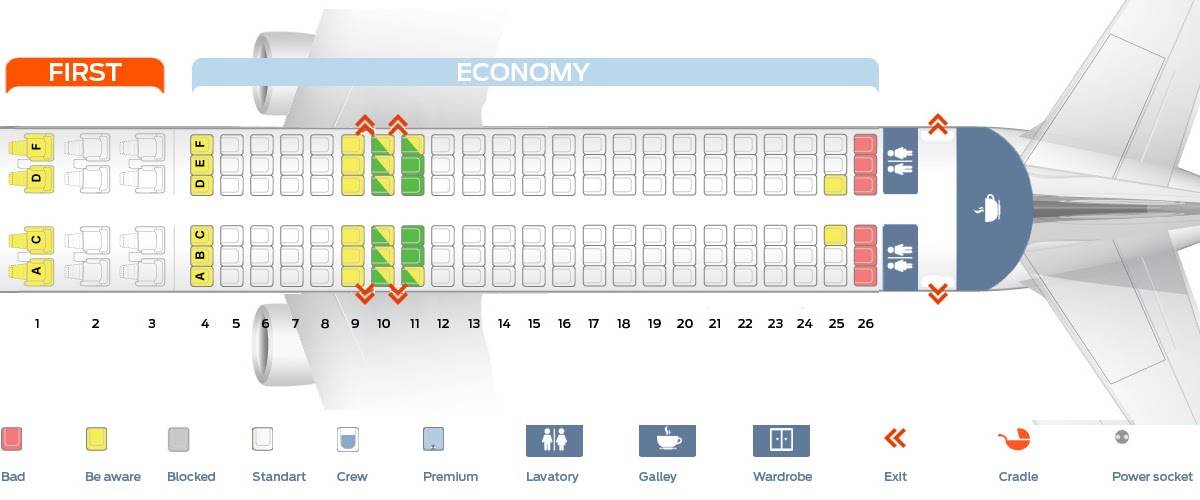 FIRST
ECONOMY
F
D
C
A
F
E
D
C
B
A
1 2 3 4 5 6 7 8 9 10 11 12 13 14 15 16 17 18 19 20 21 22 23 24 25 26
Bad Be aware Blocked Standart Crew Premium Lavatory Galley Wardrobe Exit Cradle Power socket